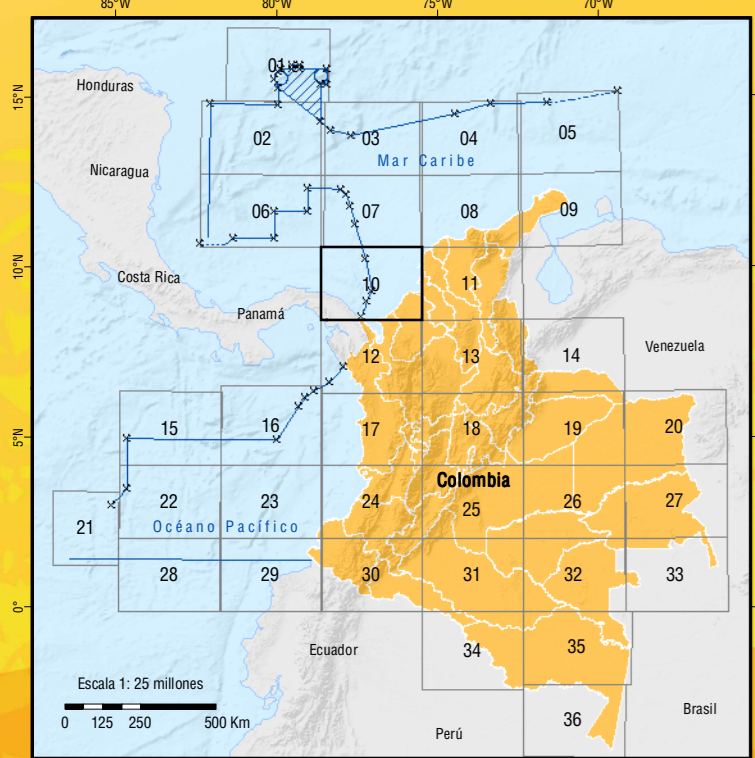 85°W 80°W 75°W 70°W
01
Honduras
15°N
02 03 04 05
Mar Caribe
Nicaragua
06 07 08 09
10°N
Costa Rica
10 11
Panamá
12 13 14
Venezuela
5°N
15 16 17 18 19 20
Colombia
21 22 23 24 25 26 27
Océano Pacífico
28 29 30 31 32 33
0°
Ecuador
34 35
Escala 1: 25 millones
0 125 250 500 Km
36
Brasil
Perú